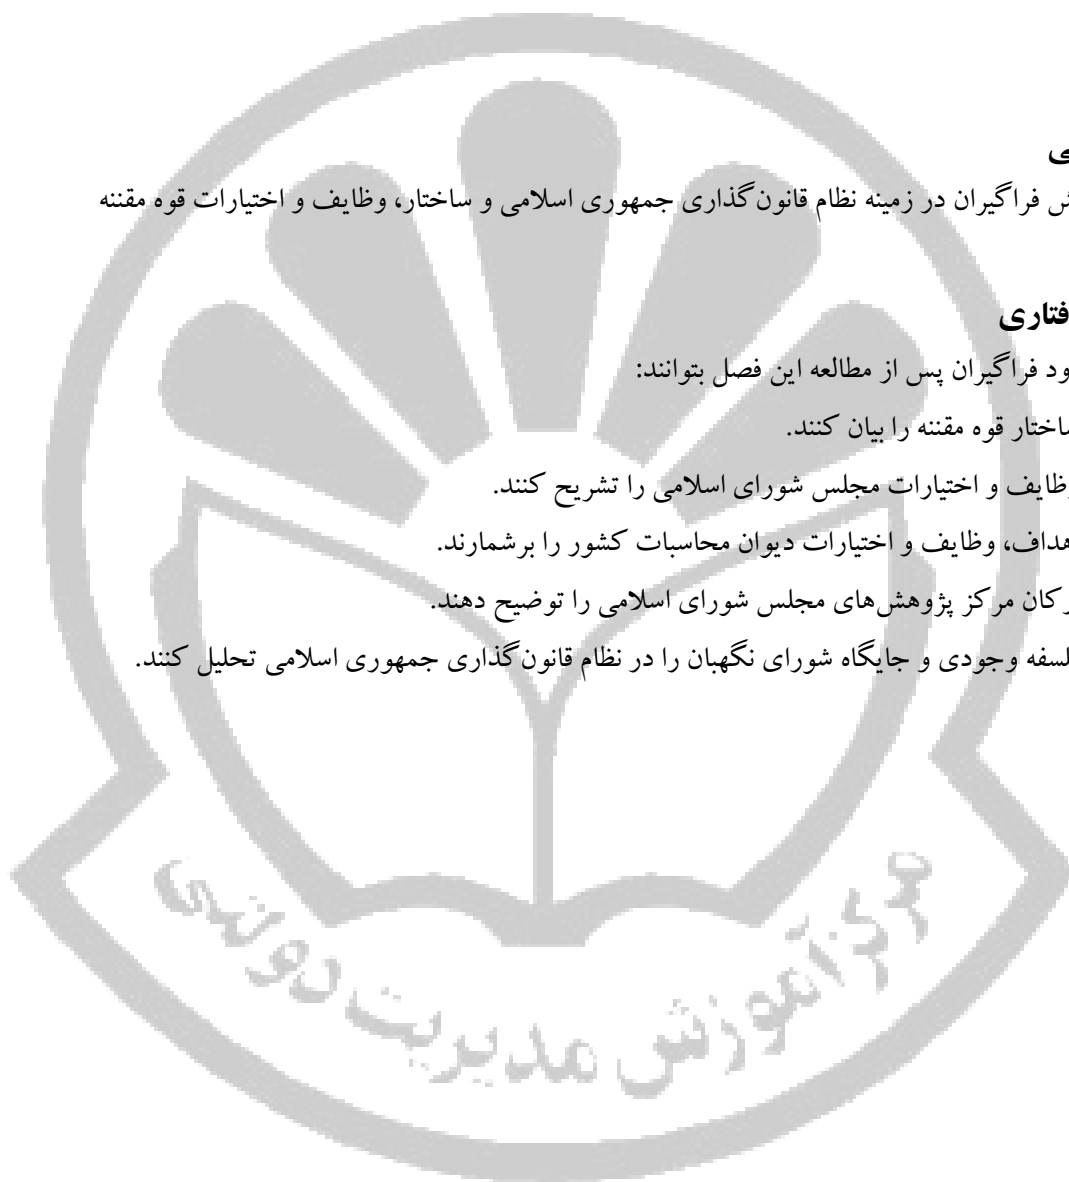 ی
ش فراگیران در زمینه نظام قانون‌گذاری جمهوری اسلامی و ساختار، وظایف و اختیارات قوه مقننه
فتاری
ود فراگیران پس از مطالعه این فصل بتوانند:
ساختار قوه مقننه را بیان کنند.
وظایف و اختیارات مجلس شورای اسلامی را تشریح کنند.
هداف، وظایف و اختیارات دیوان محاسبات کشور را برشمارند.
رکان مرکز پژوهش‌های مجلس شورای اسلامی را توضیح دهند.
لسفه وجودی و جایگاه شورای نگهبان را در نظام قانون‌گذاری جمهوری اسلامی تحلیل کنند.
مرکز آموزش مدیریت دولتی